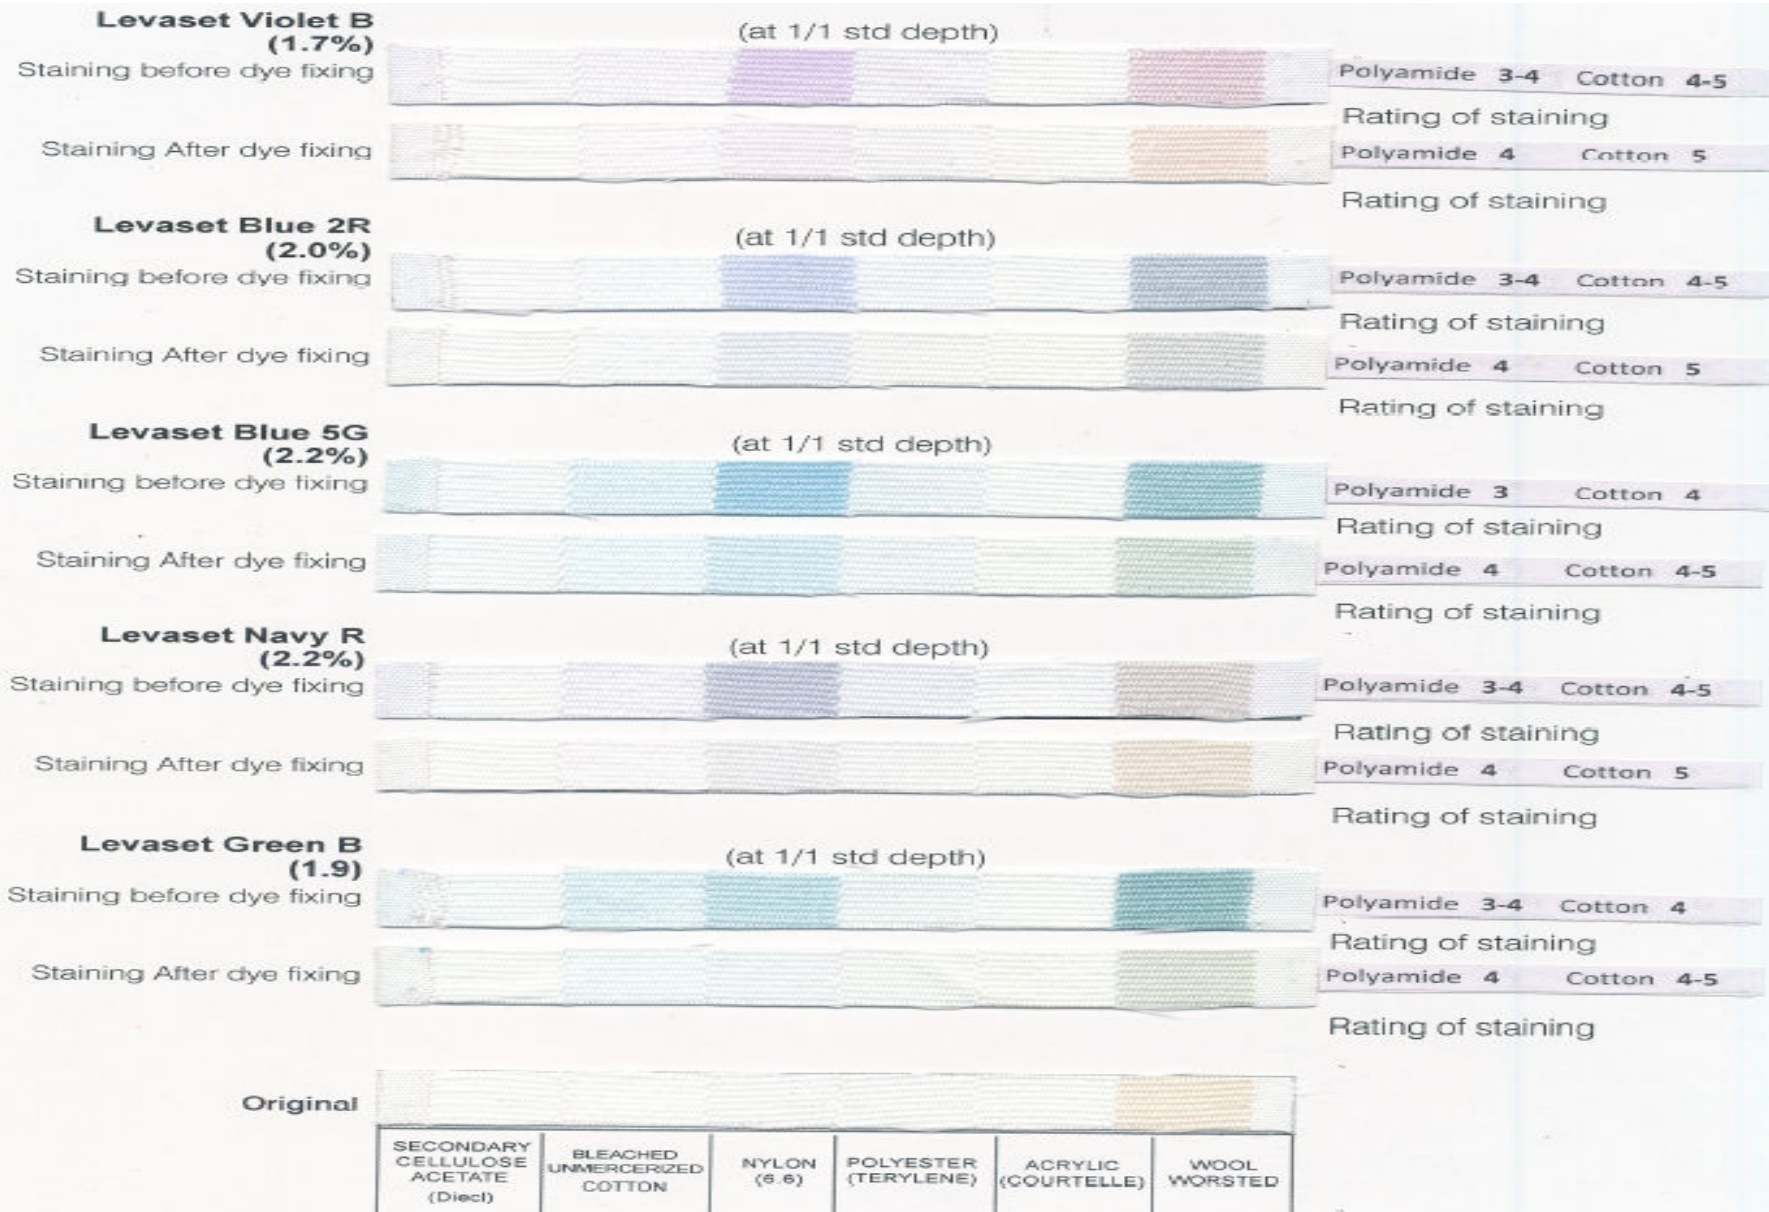 Levaset Violet B
(1.7%)
(at 1/1 std depth)
Staining before dye fixing
Polyamide 3-4 Cotton 4-5
Rating of staining
Staining After dye fixing
Polyamide 4 Cotton 5
Rating of staining
Levaset Blue 2R
(2.0%)
(at 1/1 std depth)
Staining before dye fixing
Polyamide 3-4 Cotton 4-5
Rating of staining
Staining After dye fixing
Polyamide 4 Cotton 5
Rating of staining
Levaset Blue 5G
(2.2%)
(at 1/1 std depth)
Staining before dye fixing
Polyamide 3 Cotton 4
Rating of staining
Staining After dye fixing
Polyamide 4 Cotton 4-5
Rating of staining
Levaset Navy R
(2.2%)
(at 1/1 std depth)
Staining before dye fixing
Polyamide 3-4 Cotton 4-5
Rating of staining
Staining After dye fixing
Polyamide 4 Cotton 5
Rating of staining
Levaset Green B
(1.9)
(at 1/1 std depth)
Staining before dye fixing
Polyamide 3-4 Cotton 4
Rating of staining
Staining After dye fixing
Polyamide 4 Cotton 4-5
Rating of staining
Original
SECONDARY
CELLULOSE
ACETATE
(Diecl)
BLEACHED
UNMERCERIZED
COTTON
NYLON
(6.6)
POLYESTER
(TERYLENE)
ACRYLIC
(COURTELLE)
WOOL
WORSTED